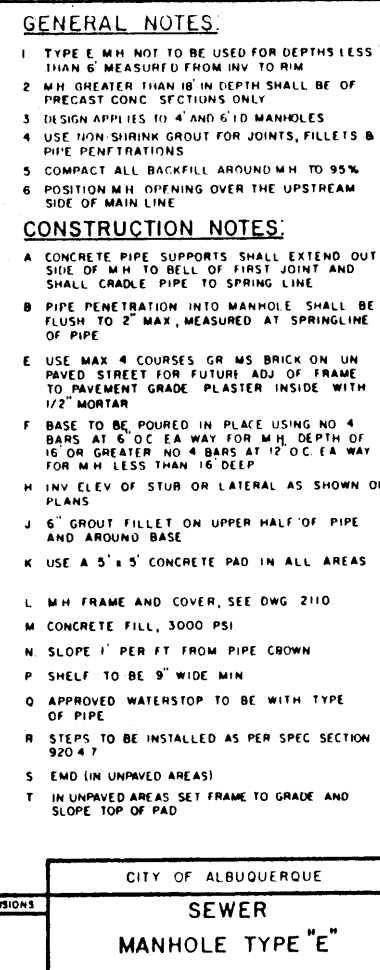 GENERAL NOTES:
1 TYPE E MH NOT TO BE USED FOR DEPTHS LESS
THAN 6' MEASURED FROM INV TO RIM
2 MH GREATER THAN 18' IN DEPTH SHALL BE OF
PRECAST CONC SECTIONS ONLY
3 DESIGN APPLIES TO 4' AND 6' ID MANHOLES
4 USE NON-SHRINK GROUT FOR JOINTS, FILLETS &
PIPE PENETRATIONS
5 COMPACT ALL BACKFILL AROUND MH TO 95%
6 POSITION MH OPENING OVER THE UPSTREAM
SIDE OF MAIN LINE
CONSTRUCTION NOTES:
A CONCRETE PIPE SUPPORTS SHALL EXTEND OUT
SIDE OF MH TO BELL OF FIRST JOINT AND
SHALL CRADLE PIPE TO SPRING LINE
B PIPE PENETRATION INTO MANHOLE SHALL BE
FLUSH TO 2" MAX, MEASURED AT SPRINGLINE
OF PIPE
E USE MAX 4 COURSES GR MS BRICK ON UN
PAVED STREET FOR FUTURE ADJ OF FRAME
TO PAVEMENT GRADE PLASTER INSIDE WITH
1/2" MORTAR
F BASE TO BE POURED IN PLACE USING NO 4
BARS AT 6" OC EA WAY FOR MH DEPTH OF
16' OR GREATER NO 4 BARS AT 12" O.C. EA WAY
FOR MH LESS THAN 16' DEEP
H INV ELEV OF STUB OR LATERAL AS SHOWN O
PLANS
J 6" GROUT FILLET ON UPPER HALF OF PIPE
AND AROUND BASE
K USE A 5' x 5' CONCRETE PAD IN ALL AREAS
L MH FRAME AND COVER, SEE DWG 2110
M CONCRETE FILL, 3000 PSI
N. SLOPE 1" PER FT FROM PIPE CROWN
P SHELF TO BE 9" WIDE MIN
Q APPROVED WATERSTOP TO BE WITH TYPE
OF PIPE
R STEPS TO BE INSTALLED AS PER SPEC SECTION
920 4 7
S EMD (IN UNPAVED AREAS)
T IN UNPAVED AREAS SET FRAME TO GRADE AND
SLOPE TOP OF PAD
CITY OF ALBUQUERQUE
SIONS
SEWER
MANHOLE TYPE "E"